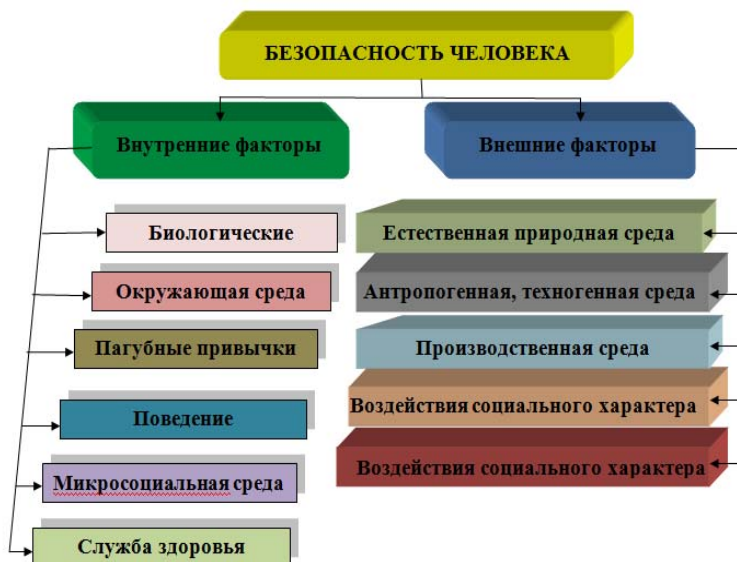 БЕЗОПАСНОСТЬ ЧЕЛОВЕКА
Внутренние факторы
Внешние факторы
Биологические
Окружающая среда
Пагубные привычки
Поведение
Микросоциальная среда
Служба здоровья
Естественная природная среда
Антропогенная, техногенная среда
Производственная среда
Воздействия социального характера
Воздействия социального характера